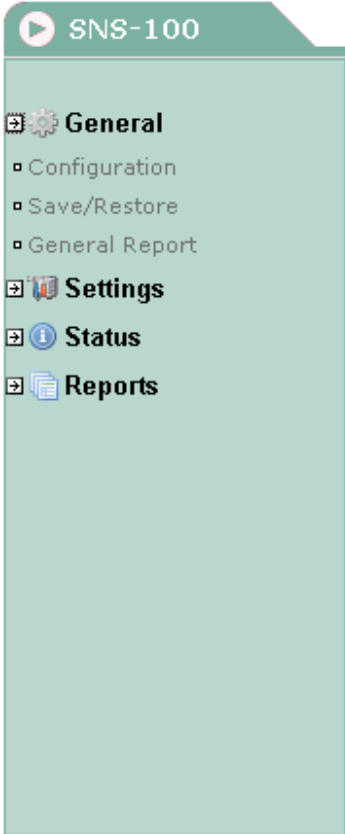 SNS-100
General
Configuration
Save/Restore
General Report
Settings
Status
Reports